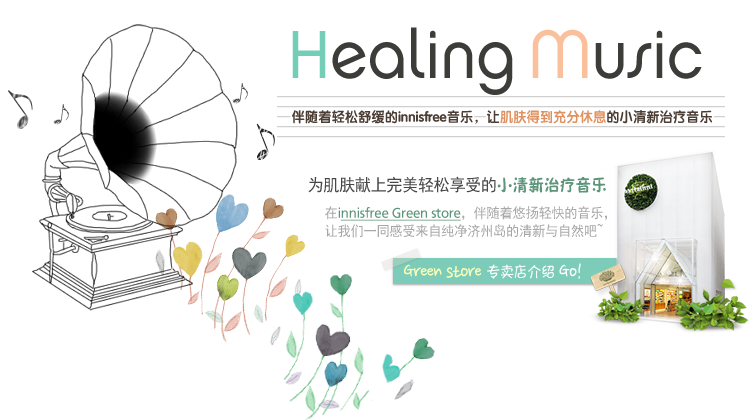 Healing Music
伴随着轻松舒缓的innisfree音乐，让肌肤得到充分休息的小清新治疗音乐
为肌肤献上完美轻松享受的小清新治疗音乐
在innisfree Green store，伴随着悠扬轻快的音乐，
让我们一同感受来自纯净济州岛的清新与自然吧~
Green Store 专卖店介绍 Go!
innisfree